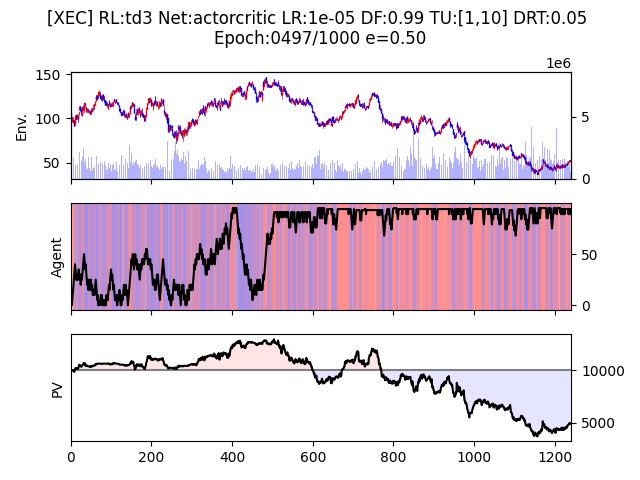 [XEC] RL:td3 Net:actorcritic LR:1e-05 DF:0.99 TU:[1,10] DRT:0.05
Epoch:0497/1000 e=0.50
1e6
150
100
50
Env.
5
0
Agent
50
0
PV
10000
5000
0 200 400 600 800 1000 1200